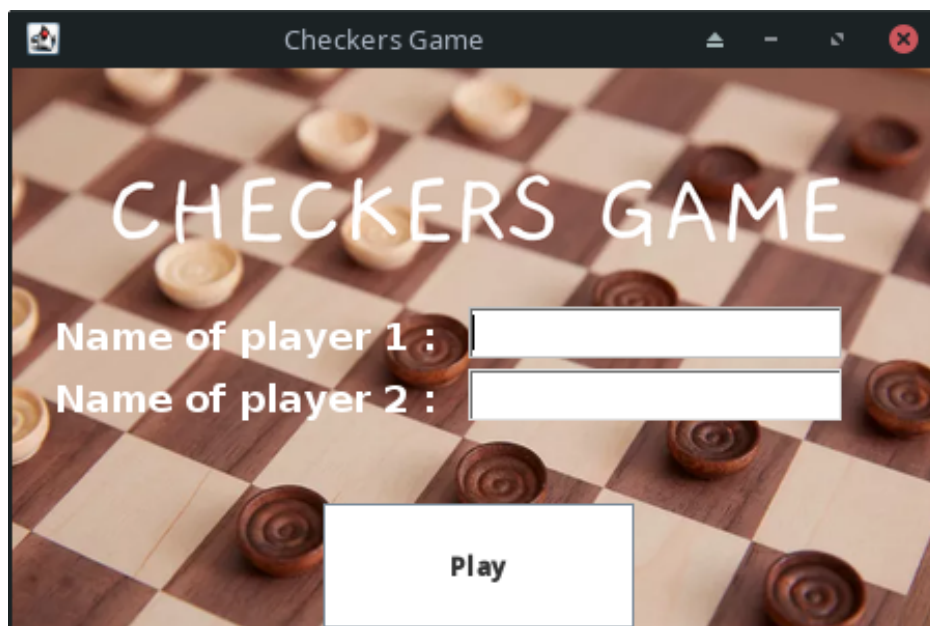 Checkers Game
CHECKERS GAME
Name of player 1 :
Name of player 2 :
Play